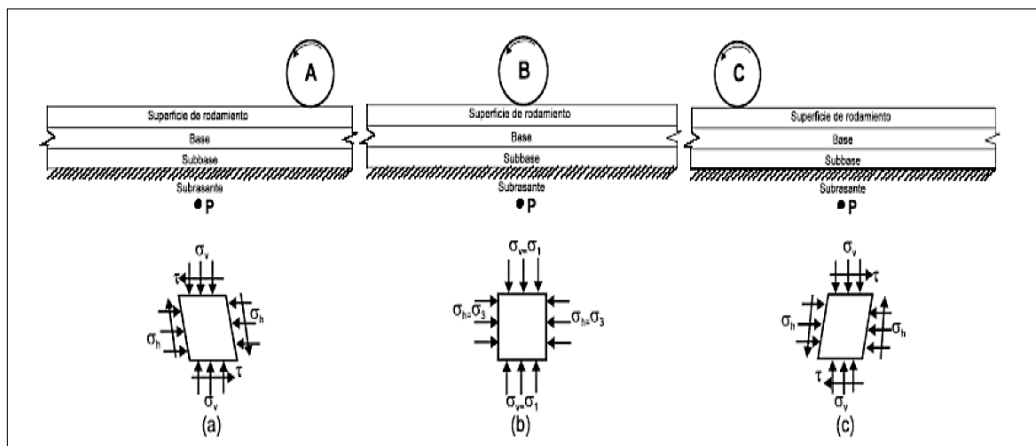 A
Superficie de rodamiento
Base
Subbase
Subrasante
P
σv
τ
σh
σh
τ
σv
(a)
B
Superficie de rodamiento
Base
Subbase
Subrasante
P
σv=σ1
σh=σ3
σh=σ3
σv=σ1
(b)
C
Superficie de rodamiento
Base
Subbase
Subrasante
P
σv
τ
σh
σh
τ
σv
(c)